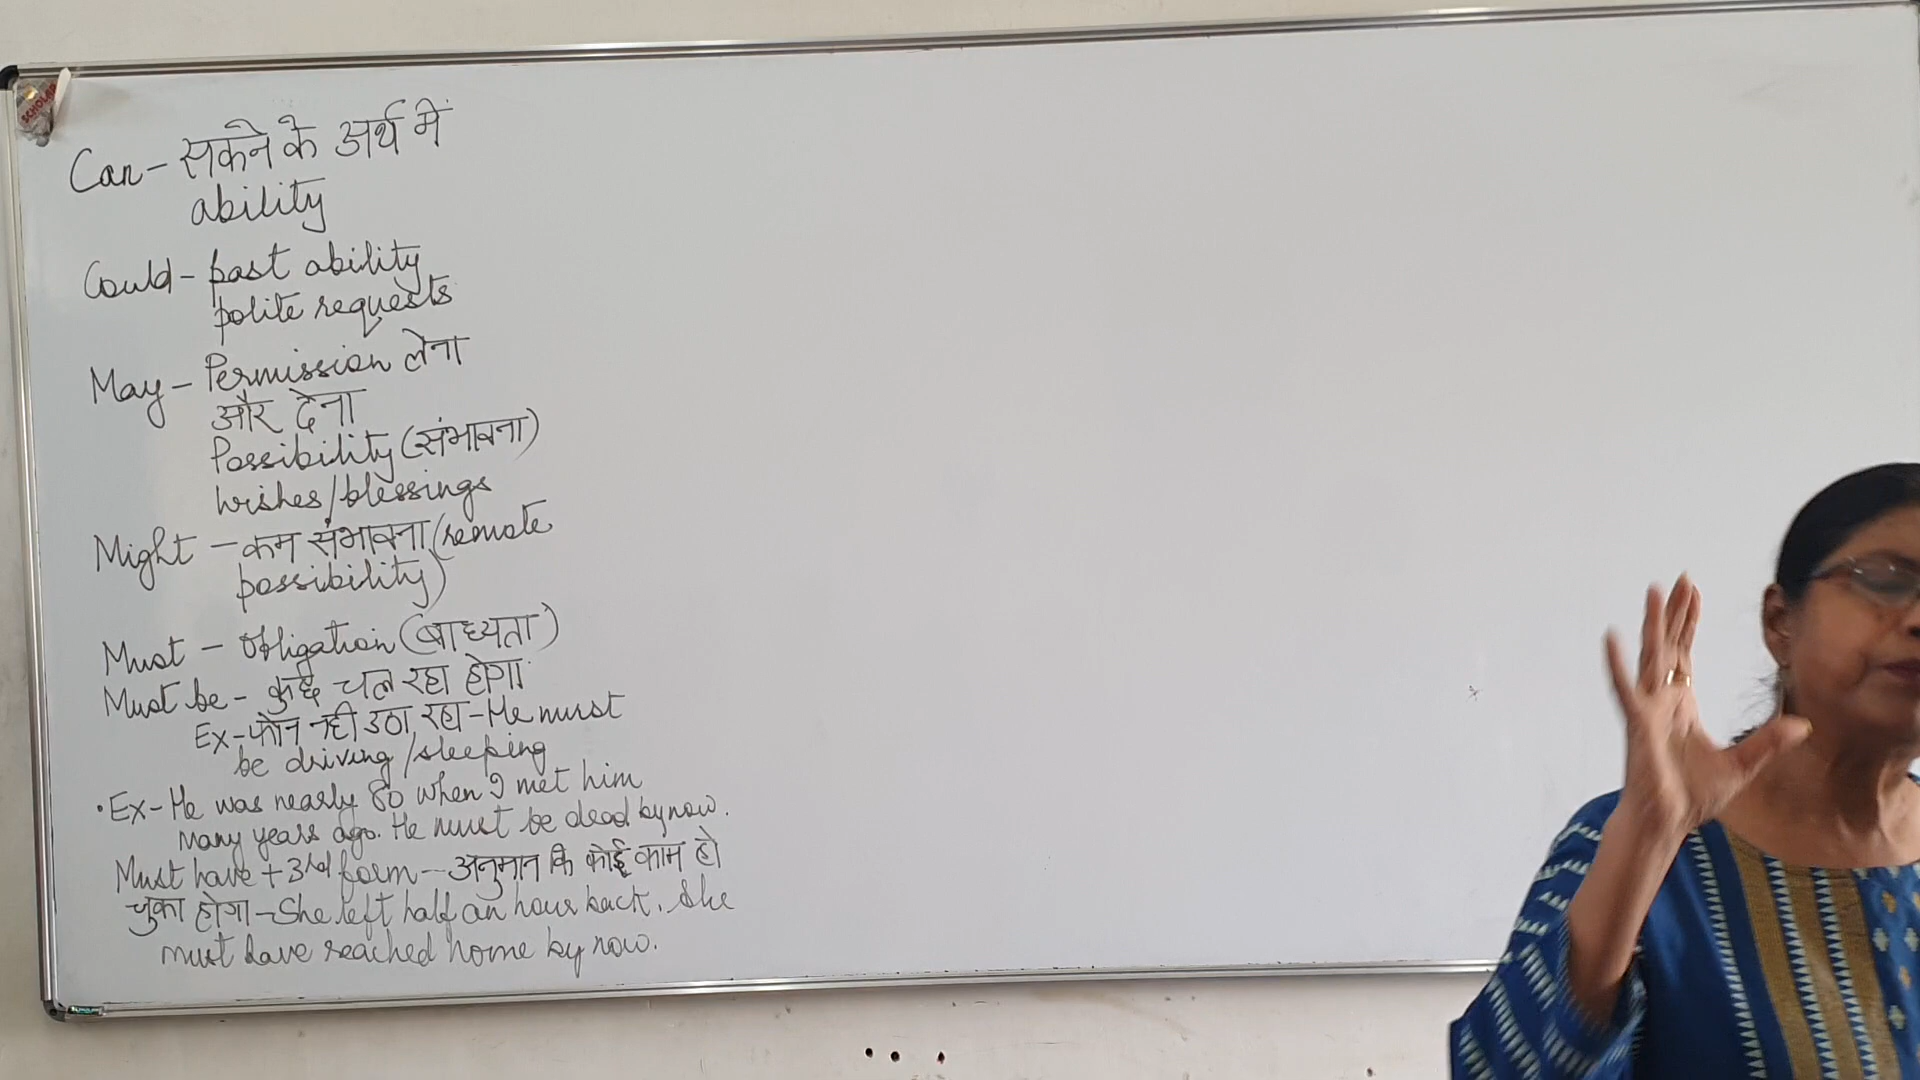 SCHOLAR
Can - सकने के अर्थ में
ability
Could - past ability
polite requests
May - Permission लेना
और देना
Possibility (संभावना)
Wishes/blessings
Might - कम संभावना (remote
possibility)
Must - Obligation (बाध्यता)
Must be - कुछ चल रहा होगा
Ex - फोन नही उठा रहा - He must
be driving/sleeping
• Ex - He was nearly 80 when I met him
many years ago. He must be dead by now.
Must have + 3rd form - अनुमान कि कोई काम हो
चुका होगा - She left half an hour back. She
must have reached home by now.